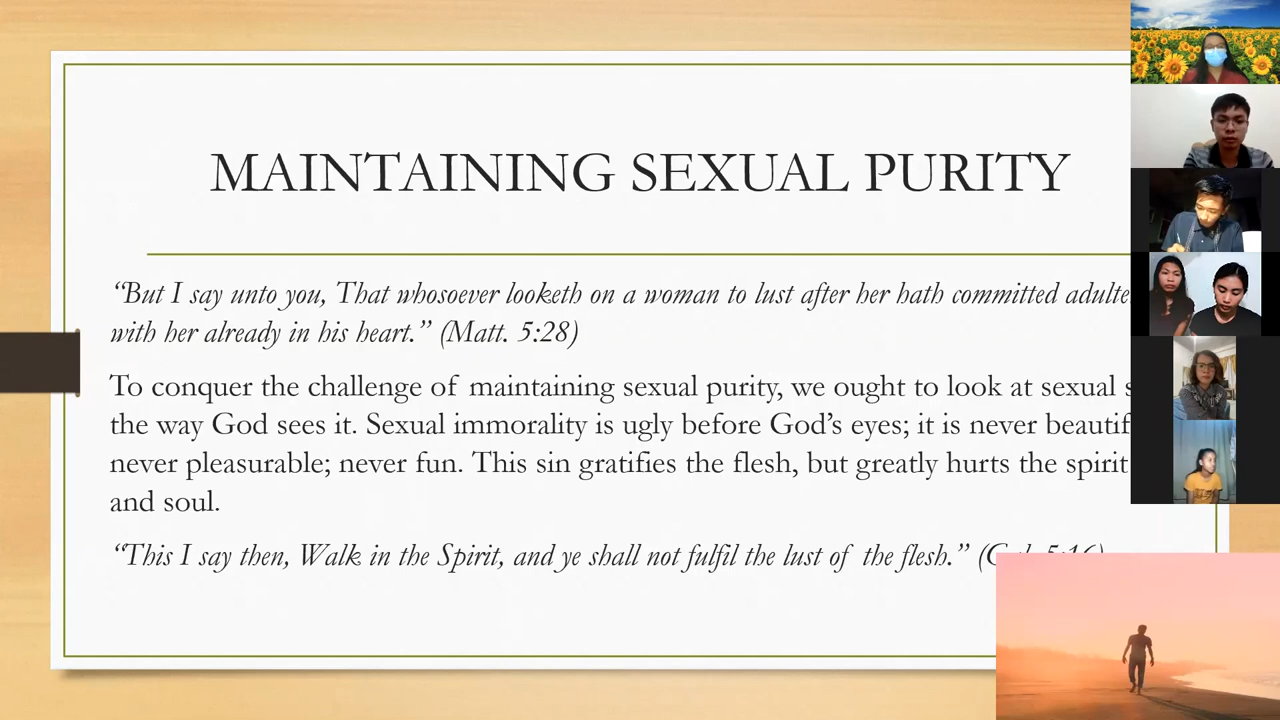 MAINTAINING SEXUAL PURITY
“But I say unto you, That whosoever looketh on a woman to lust after her hath committed adulte
with her already in his heart.” (Matt. 5:28)
To conquer the challenge of maintaining sexual purity, we ought to look at sexual s
the way God sees it. Sexual immorality is ugly before God’s eyes; it is never beautif
never pleasurable; never fun. This sin gratifies the flesh, but greatly hurts the spirit
and soul.
“This I say then, Walk in the Spirit, and ye shall not fulfil the lust of the flesh.”